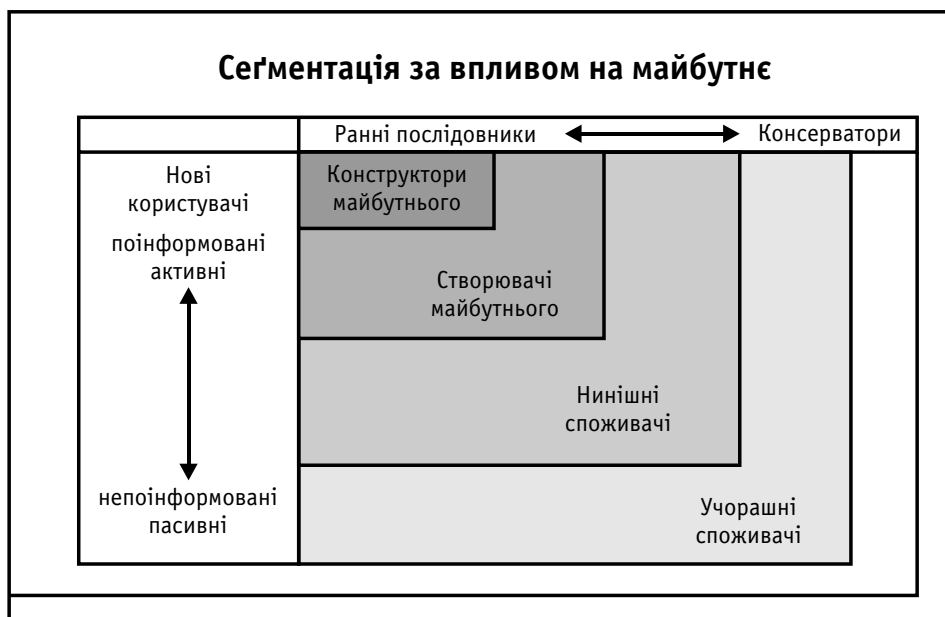 Сеґментація за впливом на майбутнє
Ранні послідовники
Консерватори
Нові
користувачі
поінформовані
активні
непоінформовані
пасивні
Конструктори
майбутнього
Створювачі
майбутнього
Нинішні
споживачі
Учорашні
споживачі